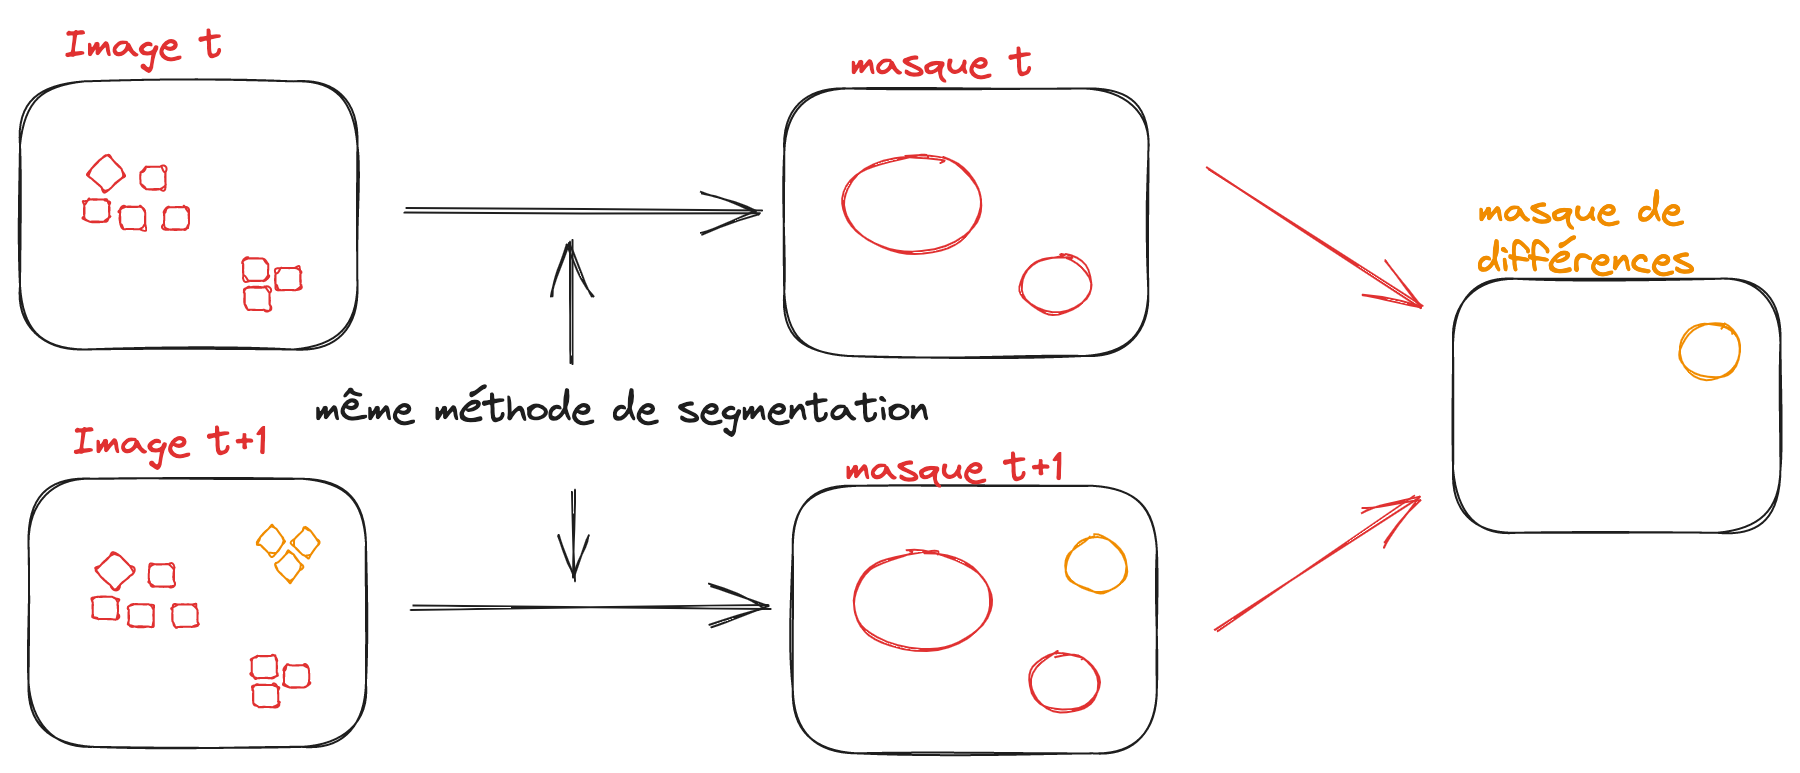 Image t
masque t
masque de
différences
même méthode de segmentation
Image t+1
masque t+1